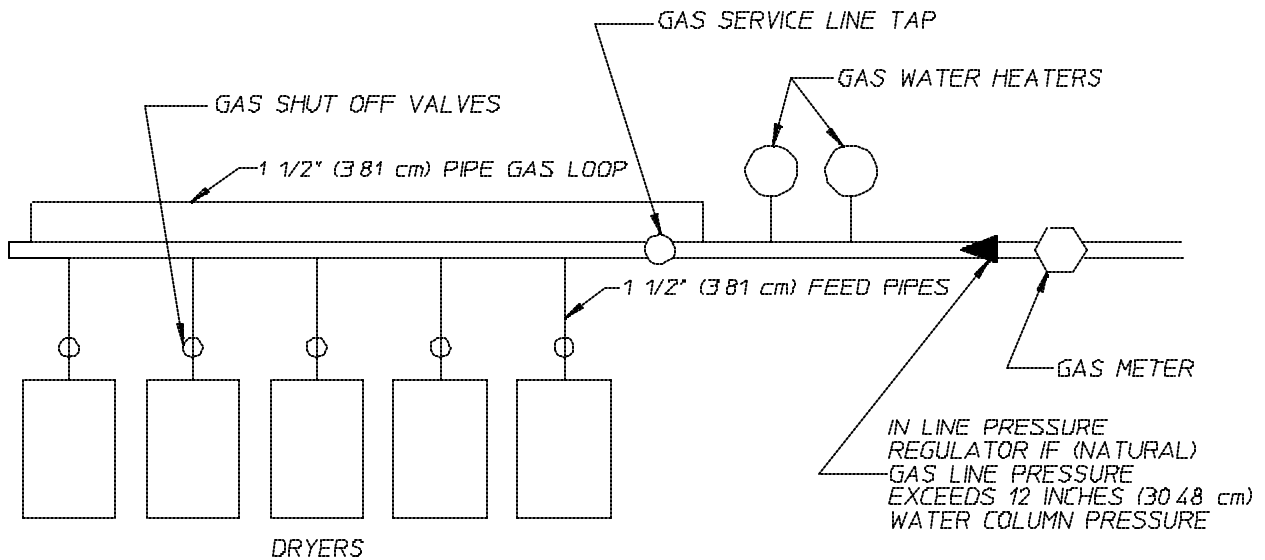 GAS SERVICE LINE TAP
GAS WATER HEATERS
GAS SHUT OFF VALVES
1 1/2" (3.81 cm) PIPE GAS LOOP
1 1/2" (3.81 cm) FEED PIPES
GAS METER
IN LINE PRESSURE
REGULATOR IF (NATURAL)
GAS LINE PRESSURE
EXCEEDS 12 INCHES (30.48 cm)
WATER COLUMN PRESSURE
DRYERS